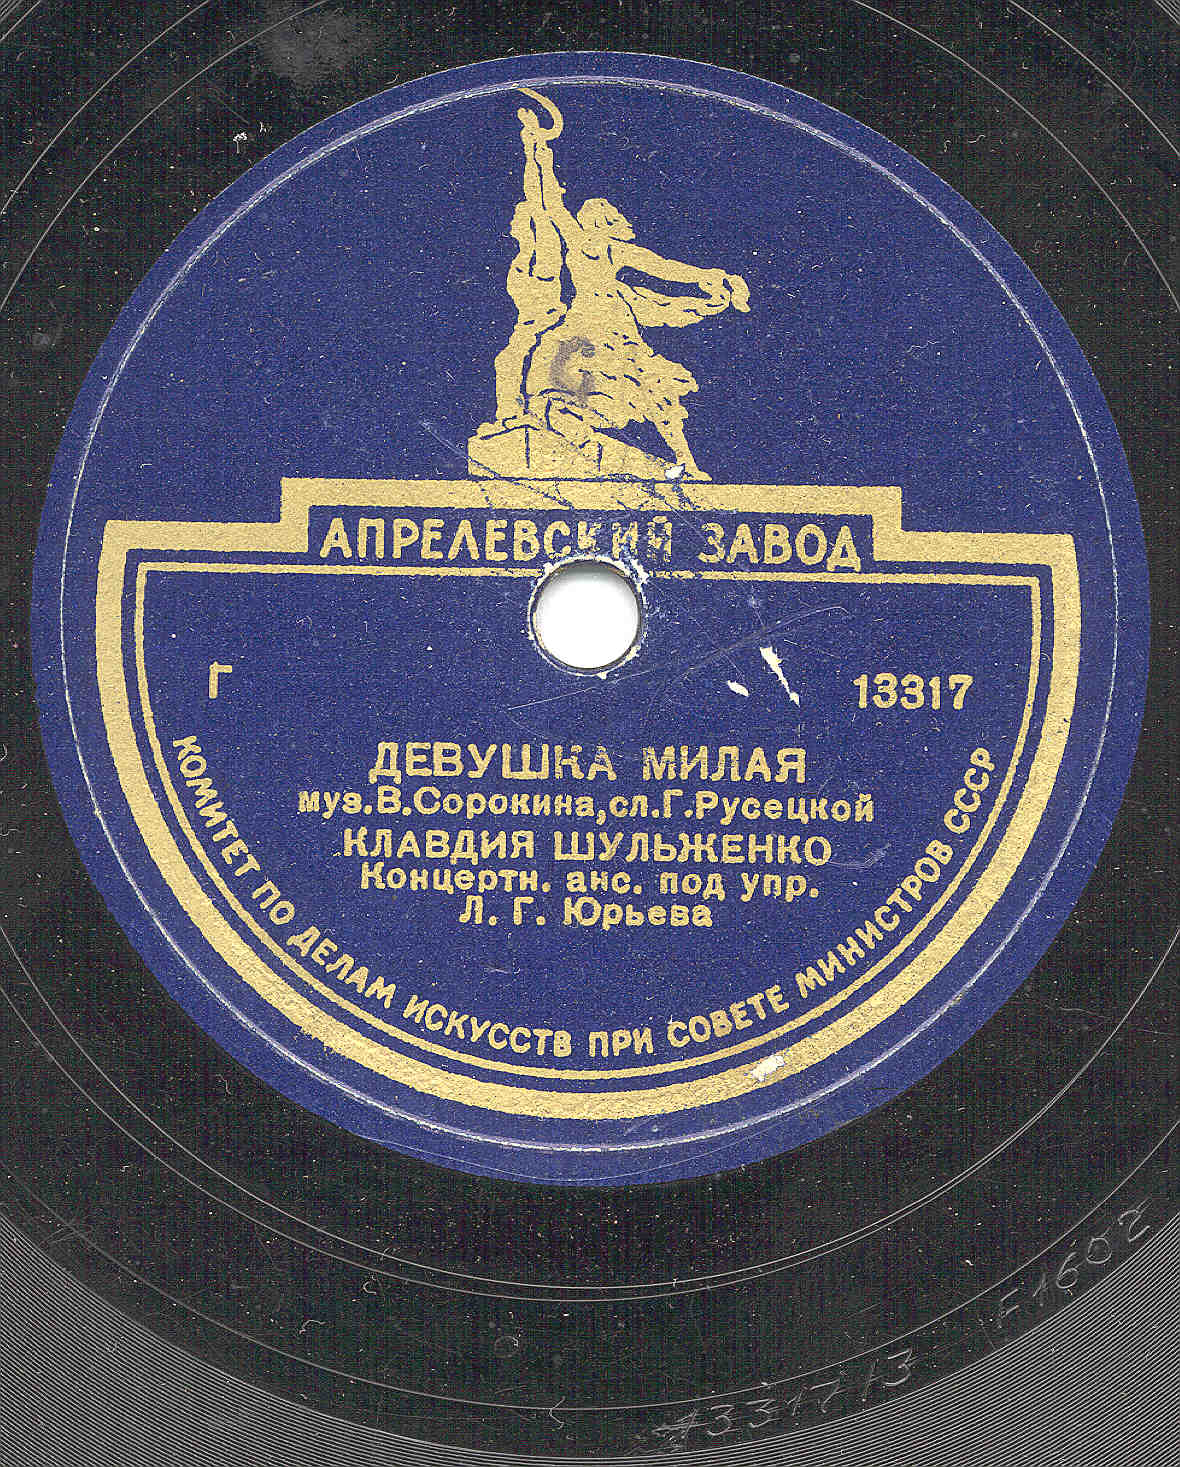 АПРЕЛЕВСКИЙ ЗАВОД
Г 13317
ДЕВУШКА МИЛАЯ
муз.В.Сорокина,сл.Г.Русецкой
КЛАВДИЯ ШУЛЬЖЕНКО
Концертн. анс. под упр.
Л. Г. Юрьева
КОМИТЕТ ПО ДЕЛАМ ИСКУССТВ ПРИ СОВЕТЕ МИНИСТРОВ СССР